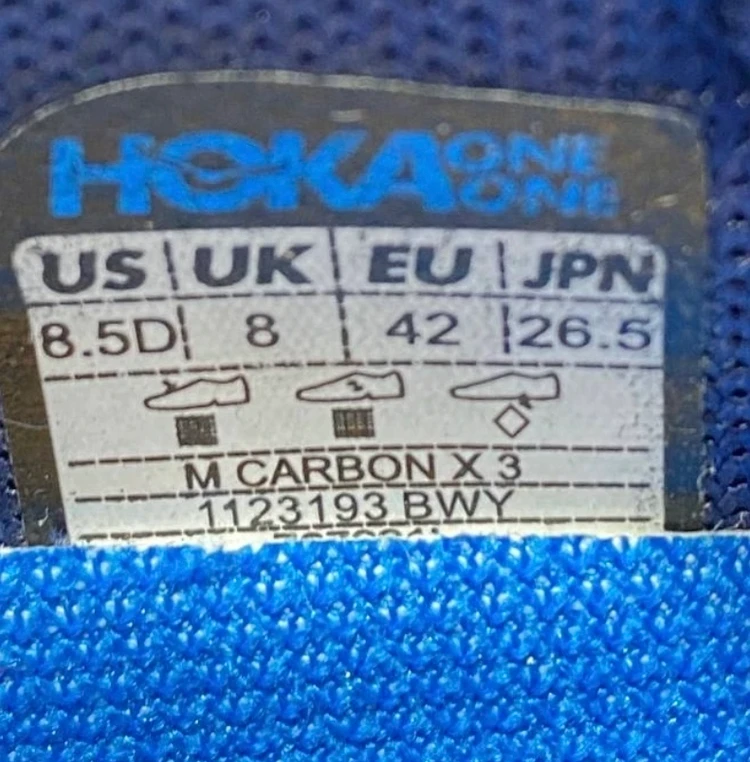 HOKA ONE ONE
US UK EU JPN
8.5D 8 42 26.5
M CARBON X 3
1123193 BWY